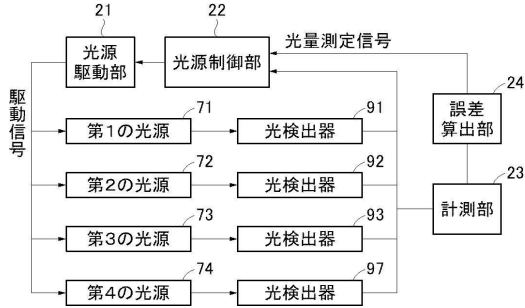 21
22
光源
駆動部
光源制御部
光量測定信号
24
誤差
算出部
駆動信号
71
第1の光源
91
光検出器
72
第2の光源
92
光検出器
23
計測部
73
第3の光源
93
光検出器
74
第4の光源
97
光検出器